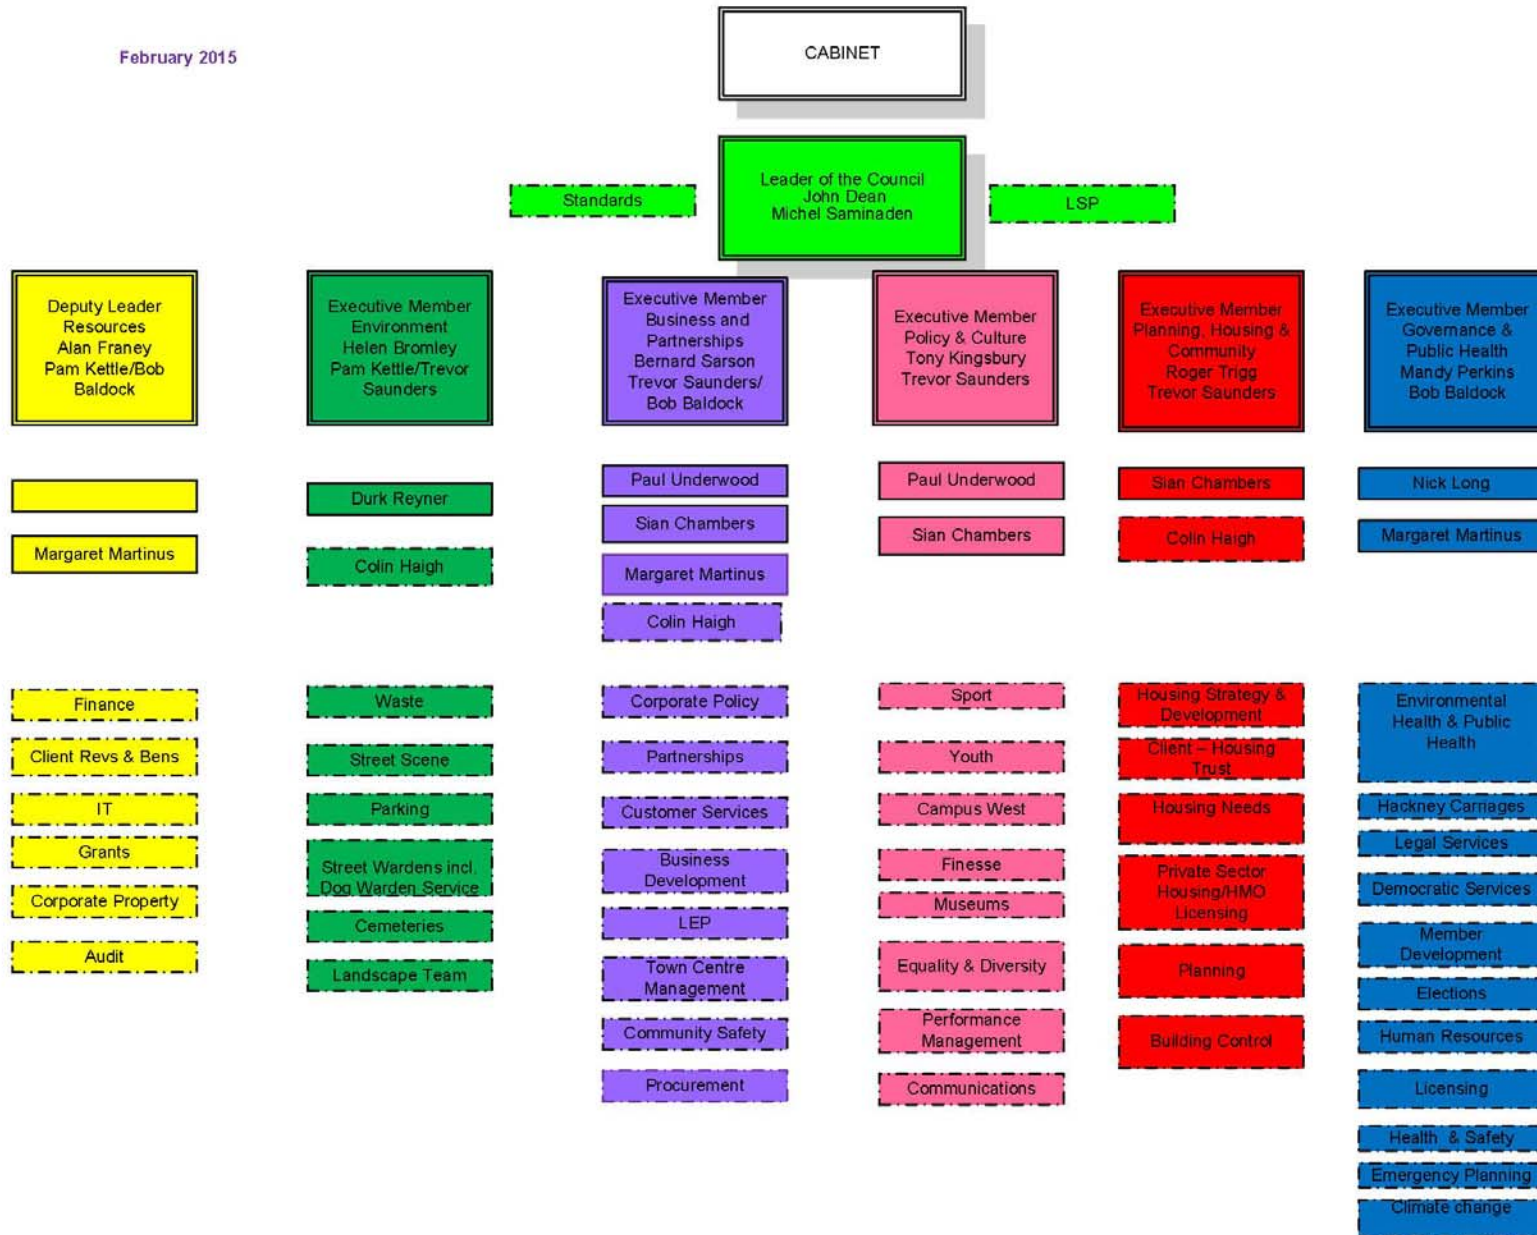 February 2015
CABINET
Leader of the Council
John Dean
Michel Saminaden
Standards
LSP
Deputy Leader
Resources
Alan Franey
Pam Kettle/Bob
Baldock
Executive Member
Environment
Helen Bromley
Pam Kettle/Trevor
Saunders
Executive Member
Business and
Partnerships
Bernard Sarson
Trevor Saunders/
Bob Baldock
Executive Member
Policy & Culture
Tony Kingsbury
Trevor Saunders
Executive Member
Planning, Housing &
Community
Roger Trigg
Trevor Saunders
Executive Member
Governance &
Public Health
Mandy Perkins
Bob Baldock
Margaret Martinus
Durk Reyner
Colin Haigh
Paul Underwood
Sian Chambers
Margaret Martinus
Colin Haigh
Paul Underwood
Sian Chambers
Sian Chambers
Colin Haigh
Nick Long
Margaret Martinus
Finance
Client Revs & Bens
IT
Grants
Corporate Property
Audit
Waste
Street Scene
Parking
Street Wardens incl.
Dog Warden Service
Cemeteries
Landscape Team
Corporate Policy
Partnerships
Customer Services
Business
Development
LEP
Town Centre
Management
Community Safety
Procurement
Sport
Youth
Campus West
Finesse
Museums
Equality & Diversity
Performance
Management
Communications
Housing Strategy &
Development
Client – Housing
Trust
Housing Needs
Private Sector
Housing/HMO
Licensing
Planning
Building Control
Environmental
Health & Public
Health
Hackney Carriages
Legal Services
Democratic Services
Member
Development
Elections
Human Resources
Licensing
Health & Safety
Emergency Planning
Climate change